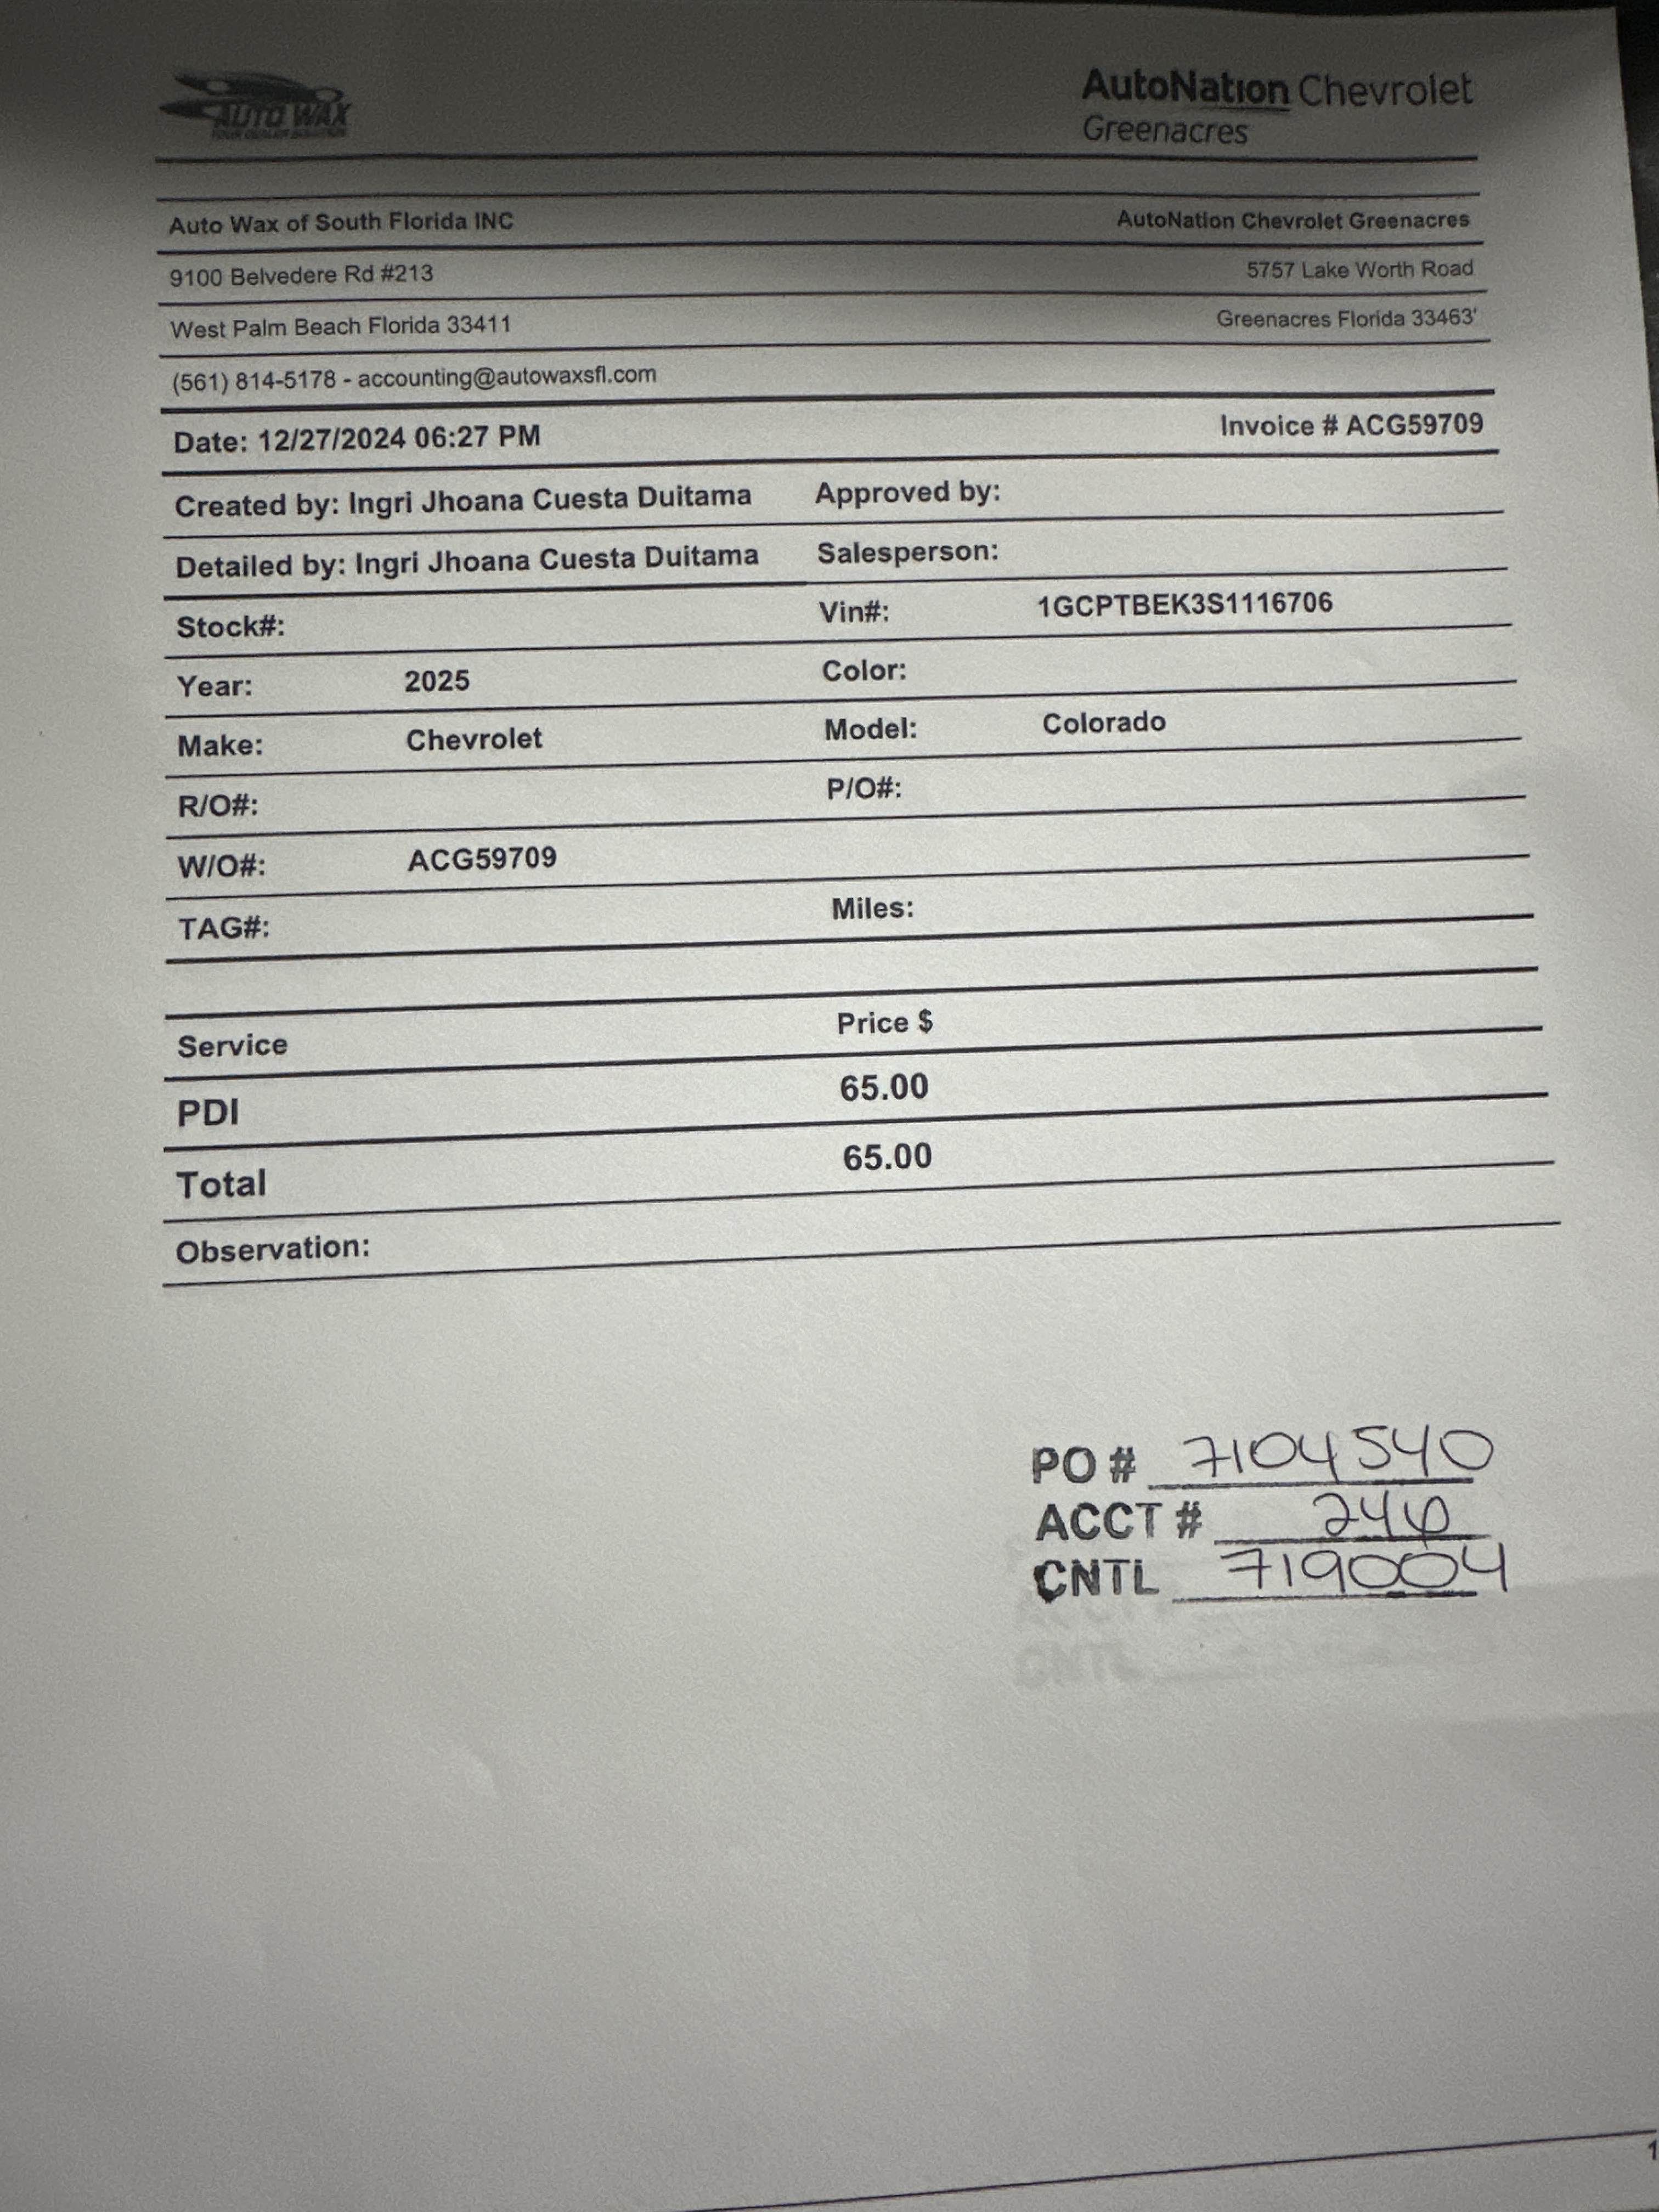 AUTO WAX
AutoNation Chevrolet
Greenacres
Auto Wax of South Florida INC AutoNation Chevrolet Greenacres
9100 Belvedere Rd #213 5757 Lake Worth Road
West Palm Beach Florida 33411 Greenacres Florida 33463'
(561) 814-5178 - accounting@autowaxsfl.com
Date: 12/27/2024 06:27 PM Invoice # ACG59709
Created by: Ingri Jhoana Cuesta Duitama Approved by:
Detailed by: Ingri Jhoana Cuesta Duitama Salesperson:
Stock#: Vin#: 1GCPTBEK3S1116706
Year: 2025 Color:
Make: Chevrolet Model: Colorado
R/O#: P/O#:
W/O#: ACG59709
TAG#: Miles:
Service Price $
PDI 65.00
Total 65.00
Observation:
PO # 7104540
ACCT # 246
CNTL 719004
CNTL
1